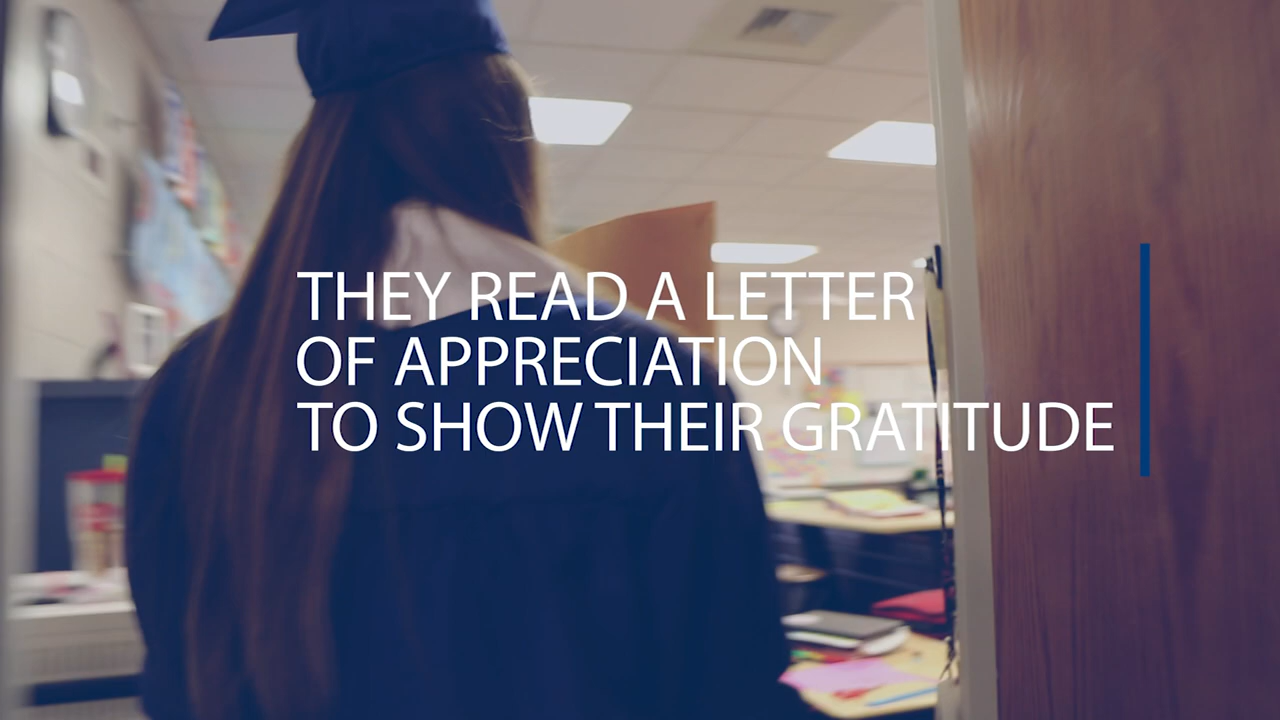 THEY READ A LETTER
OF APPRECIATION
TO SHOW THEIR GRATITUDE